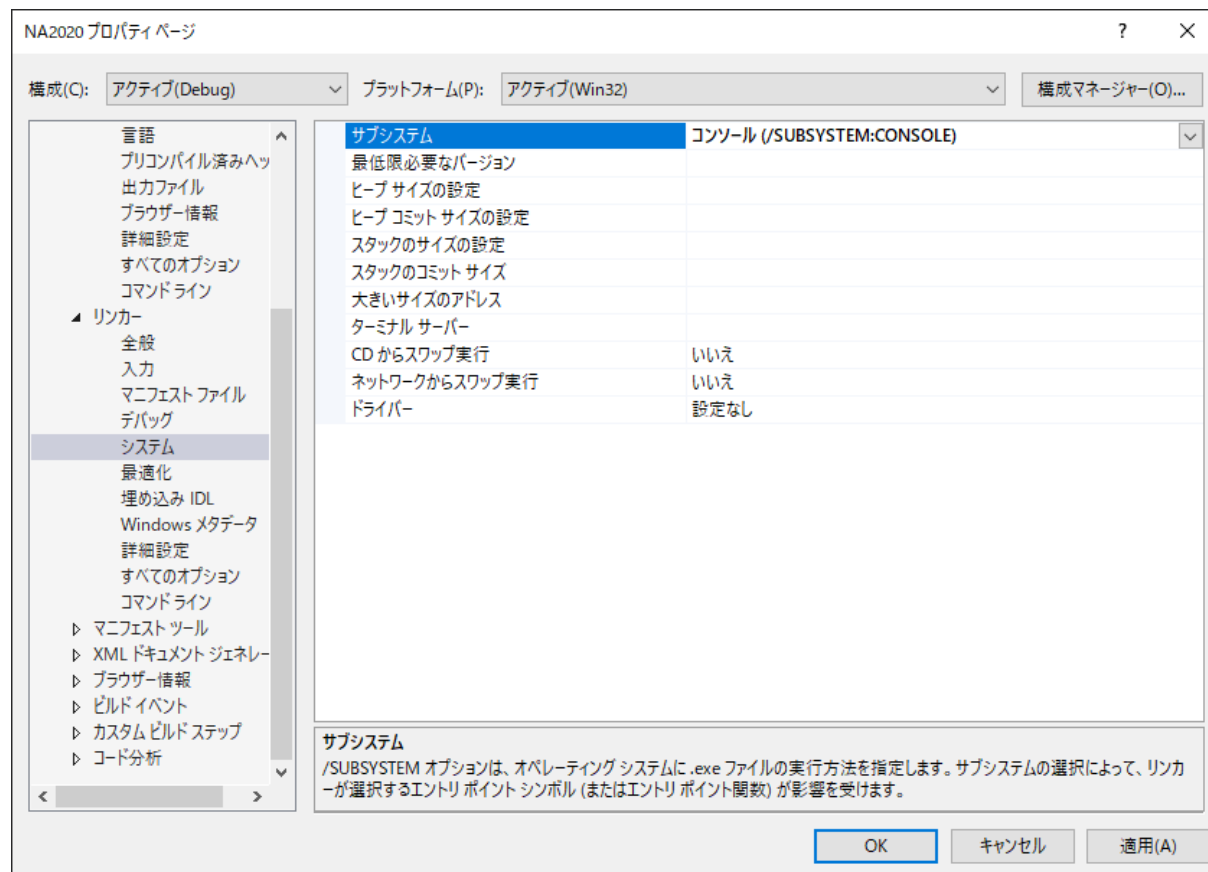 NA2020 プロパティ ページ
?
構成(C): アクティブ(Debug) プラットフォーム(P): アクティブ(Win32) 構成マネージャー(O)...
言語
プリコンパイル済みヘッ
出力ファイル
ブラウザー情報
詳細設定
すべてのオプション
コマンド ライン
リンカー
全般
入力
マニフェスト ファイル
デバッグ
システム
最適化
埋め込み IDL
Windows メタデータ
詳細設定
すべてのオプション
コマンド ライン
マニフェスト ツール
XML ドキュメント ジェネレー
ブラウザー情報
ビルド イベント
カスタム ビルド ステップ
コード分析
サブシステム コンソール (/SUBSYSTEM:CONSOLE)
最低限必要なバージョン
ヒープ サイズの設定
ヒープ コミット サイズの設定
スタックのサイズの設定
スタックのコミット サイズ
大きいサイズのアドレス
ターミナル サーバー
CD からスワップ実行 いいえ
ネットワークからスワップ実行 いいえ
ドライバー 設定なし
サブシステム
/SUBSYSTEM オプションは、オペレーティング システムに .exe ファイルの実行方法を指定します。サブシステムの選択によって、リンカ
ーが選択するエントリ ポイント シンボル (またはエントリ ポイント関数) が影響を受けます。
OK キャンセル 適用(A)